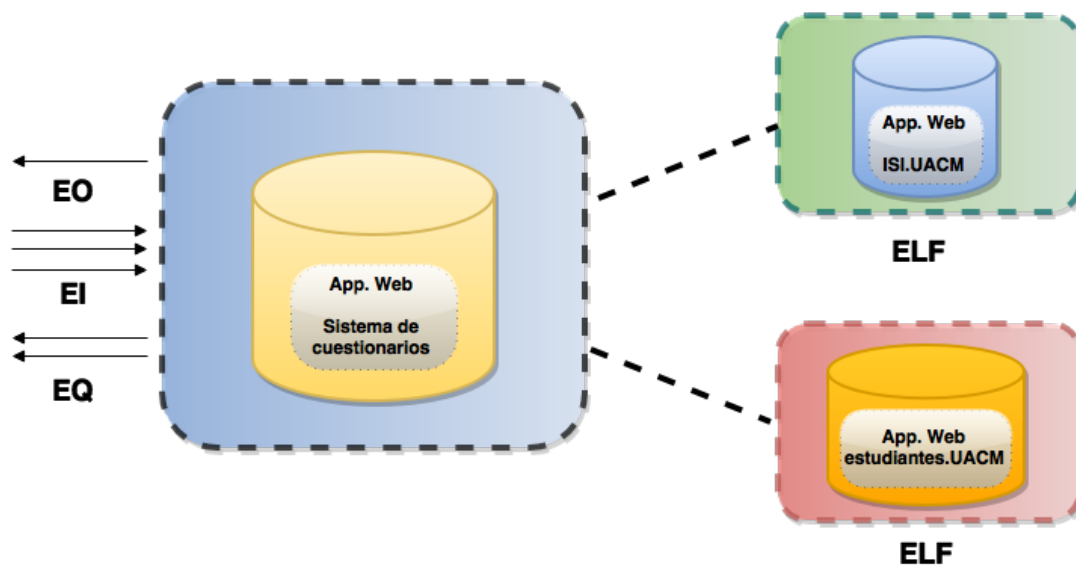 EO
EI
EQ
App. Web
Sistema de
cuestionarios
App. Web
ISI.UACM
ELF
App. Web
estudiantes.UACM
ELF